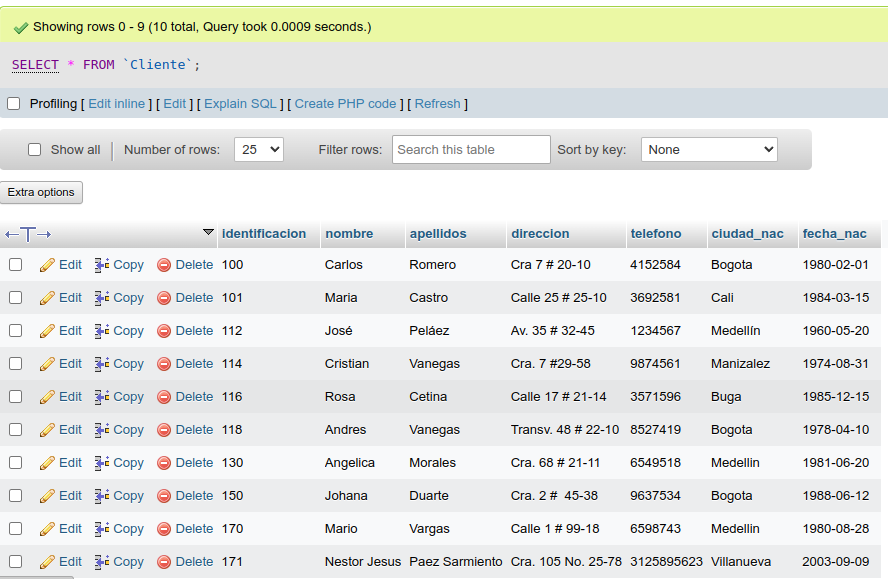 Showing rows 0 - 9 (10 total, Query took 0.0009 seconds.)
SELECT * FROM `Cliente`;
Profiling [ Edit inline ] [ Edit ] [ Explain SQL ] [ Create PHP code ] [ Refresh ]
Show all Number of rows: 25 Filter rows: Search this table Sort by key: None
Extra options
identificacion nombre apellidos direccion telefono ciudad_nac fecha_nac
Edit Copy Delete 100 Carlos Romero Cra 7 # 20-10 4152584 Bogota 1980-02-01
Edit Copy Delete 101 Maria Castro Calle 25 # 25-10 3692581 Cali 1984-03-15
Edit Copy Delete 112 José Peláez Av. 35 # 32-45 1234567 Medellín 1960-05-20
Edit Copy Delete 114 Cristian Vanegas Cra. 7 #29-58 9874561 Manizalez 1974-08-31
Edit Copy Delete 116 Rosa Cetina Calle 17 # 21-14 3571596 Buga 1985-12-15
Edit Copy Delete 118 Andres Vanegas Transv. 48 # 22-10 8527419 Bogota 1978-04-10
Edit Copy Delete 130 Angelica Morales Cra. 68 # 21-11 6549518 Medellin 1981-06-20
Edit Copy Delete 150 Johana Duarte Cra. 2 # 45-38 9637534 Bogota 1988-06-12
Edit Copy Delete 170 Mario Vargas Calle 1 # 99-18 6598743 Medellin 1980-08-28
Edit Copy Delete 171 Nestor Jesus Paez Sarmiento Cra. 105 No. 25-78 3125895623 Villanueva 2003-09-09